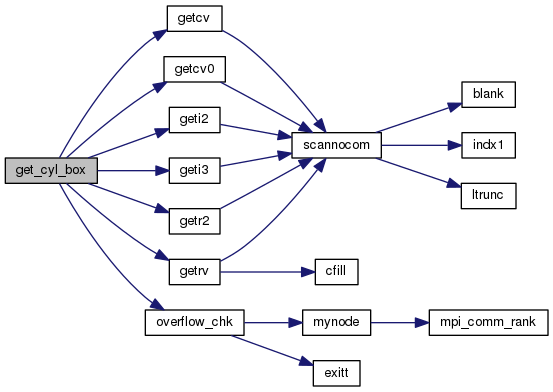 getcv
getcv0
geti2
geti3
getr2
getrv
get_cyl_box
overflow_chk
scannocom
cfill
mynode
exitt
blank
indx1
ltrunc
mpi_comm_rank